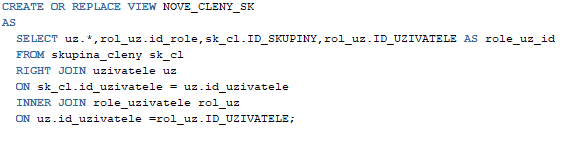 CREATE OR REPLACE VIEW NOVE_CLENY_SK
AS
SELECT uz.*,rol_uz.id_role,sk_cl.ID_SKUPINY,rol_uz.ID_UZIVATELE AS role_uz_id
FROM skupina_cleny sk_cl
RIGHT JOIN uzivatele uz
ON sk_cl.id_uzivatele = uz.id_uzivatele
INNER JOIN role_uzivatele rol_uz
ON uz.id_uzivatele =rol_uz.ID_UZIVATELE;